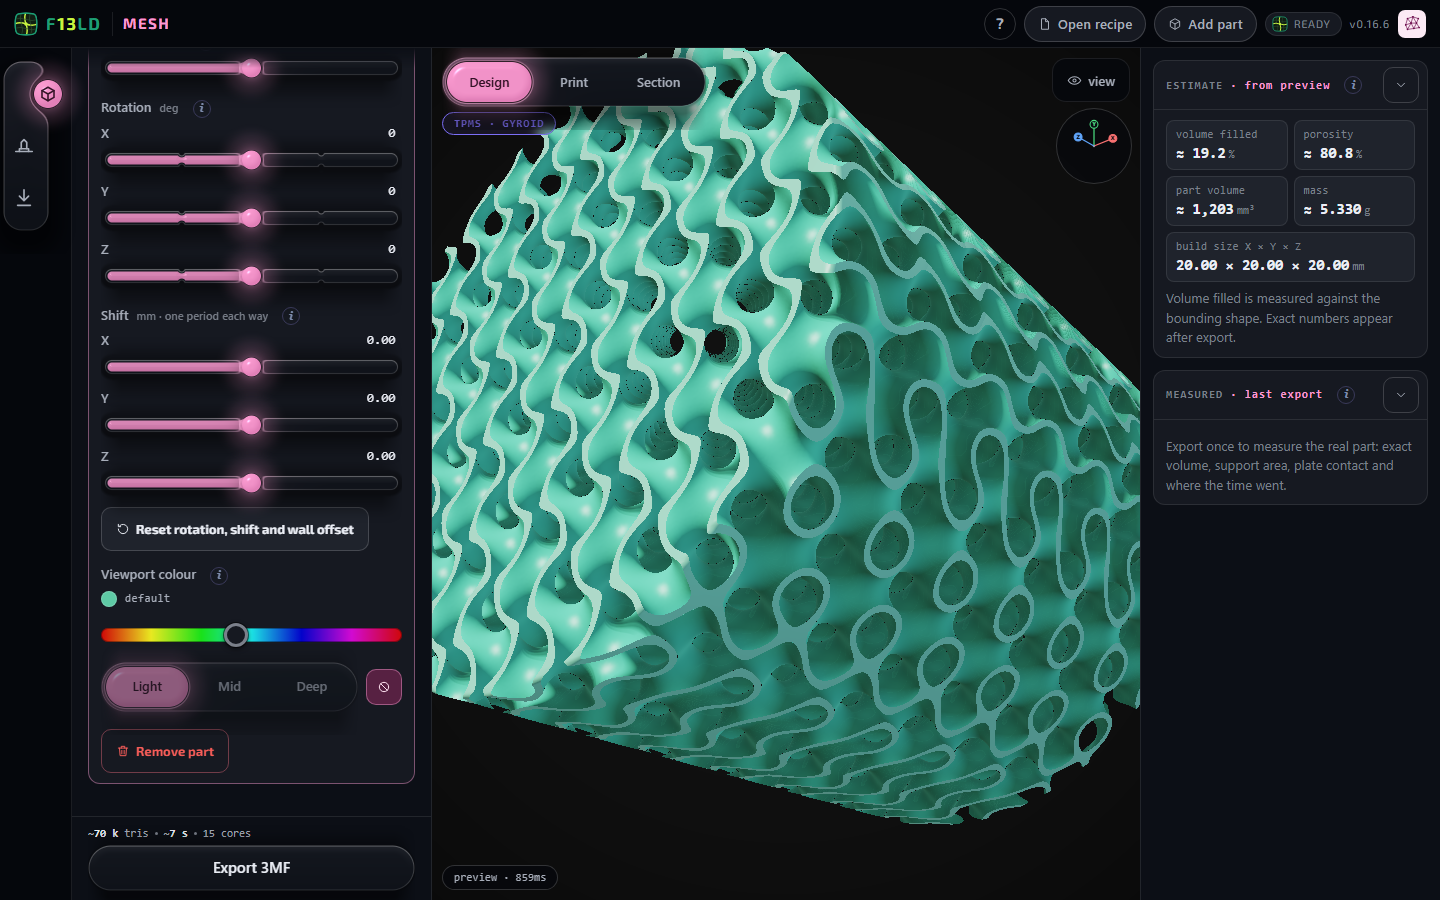 F13LD MESH
? Open recipe Add part READY v0.16.6
Rotation deg i
X 0
Y 0
Z 0
Shift mm · one period each way i
X 0.00
Y 0.00
Z 0.00
Reset rotation, shift and wall offset
Viewport colour i
default
Light Mid Deep
Remove part
~70 k tris • ~7 s • 15 cores
Export 3MF
Design Print Section
TPMS · GYROID
view
Y
Z X
preview · 859ms
ESTIMATE · from preview i
volume filled
≈ 19.2 %
porosity
≈ 80.8 %
part volume
≈ 1,203 mm³
mass
≈ 5.330 g
build size X × Y × Z
20.00 × 20.00 × 20.00 mm
Volume filled is measured against the
bounding shape. Exact numbers appear
after export.
MEASURED · last export i
Export once to measure the real part: exact
volume, support area, plate contact and
where the time went.